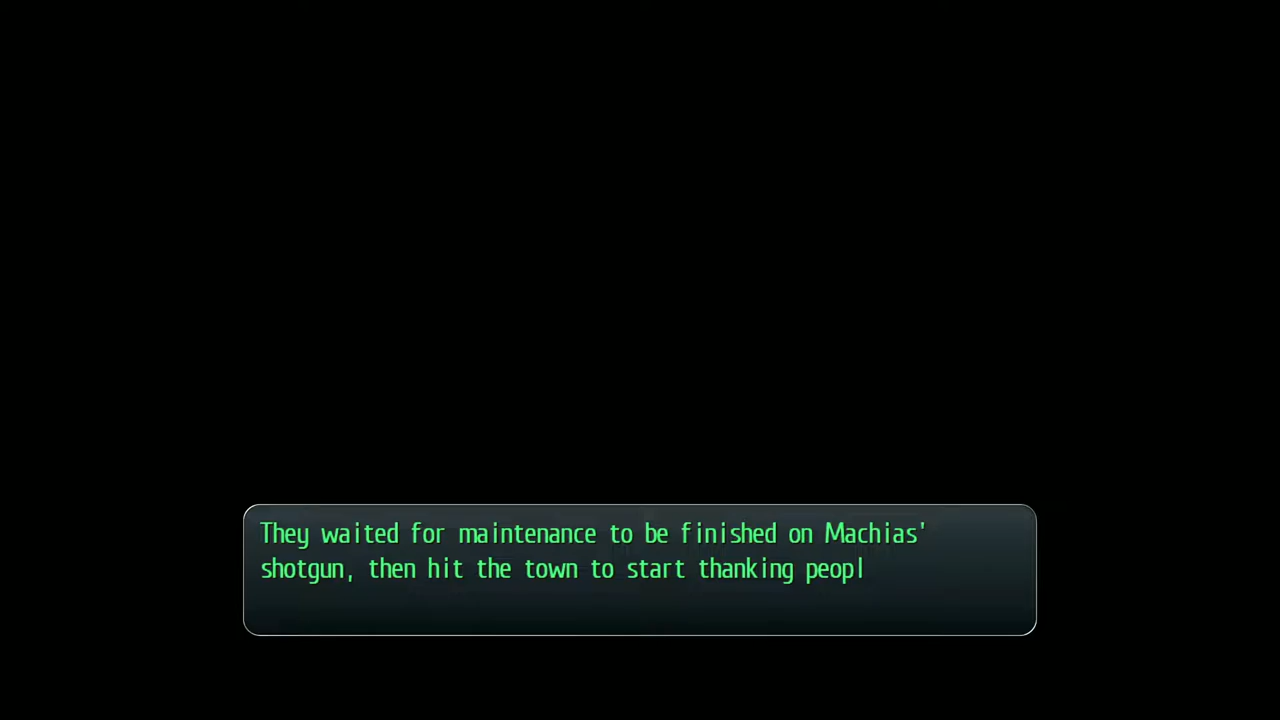 They waited for maintenance to be finished on Machias'
shotgun, then hit the town to start thanking peopl